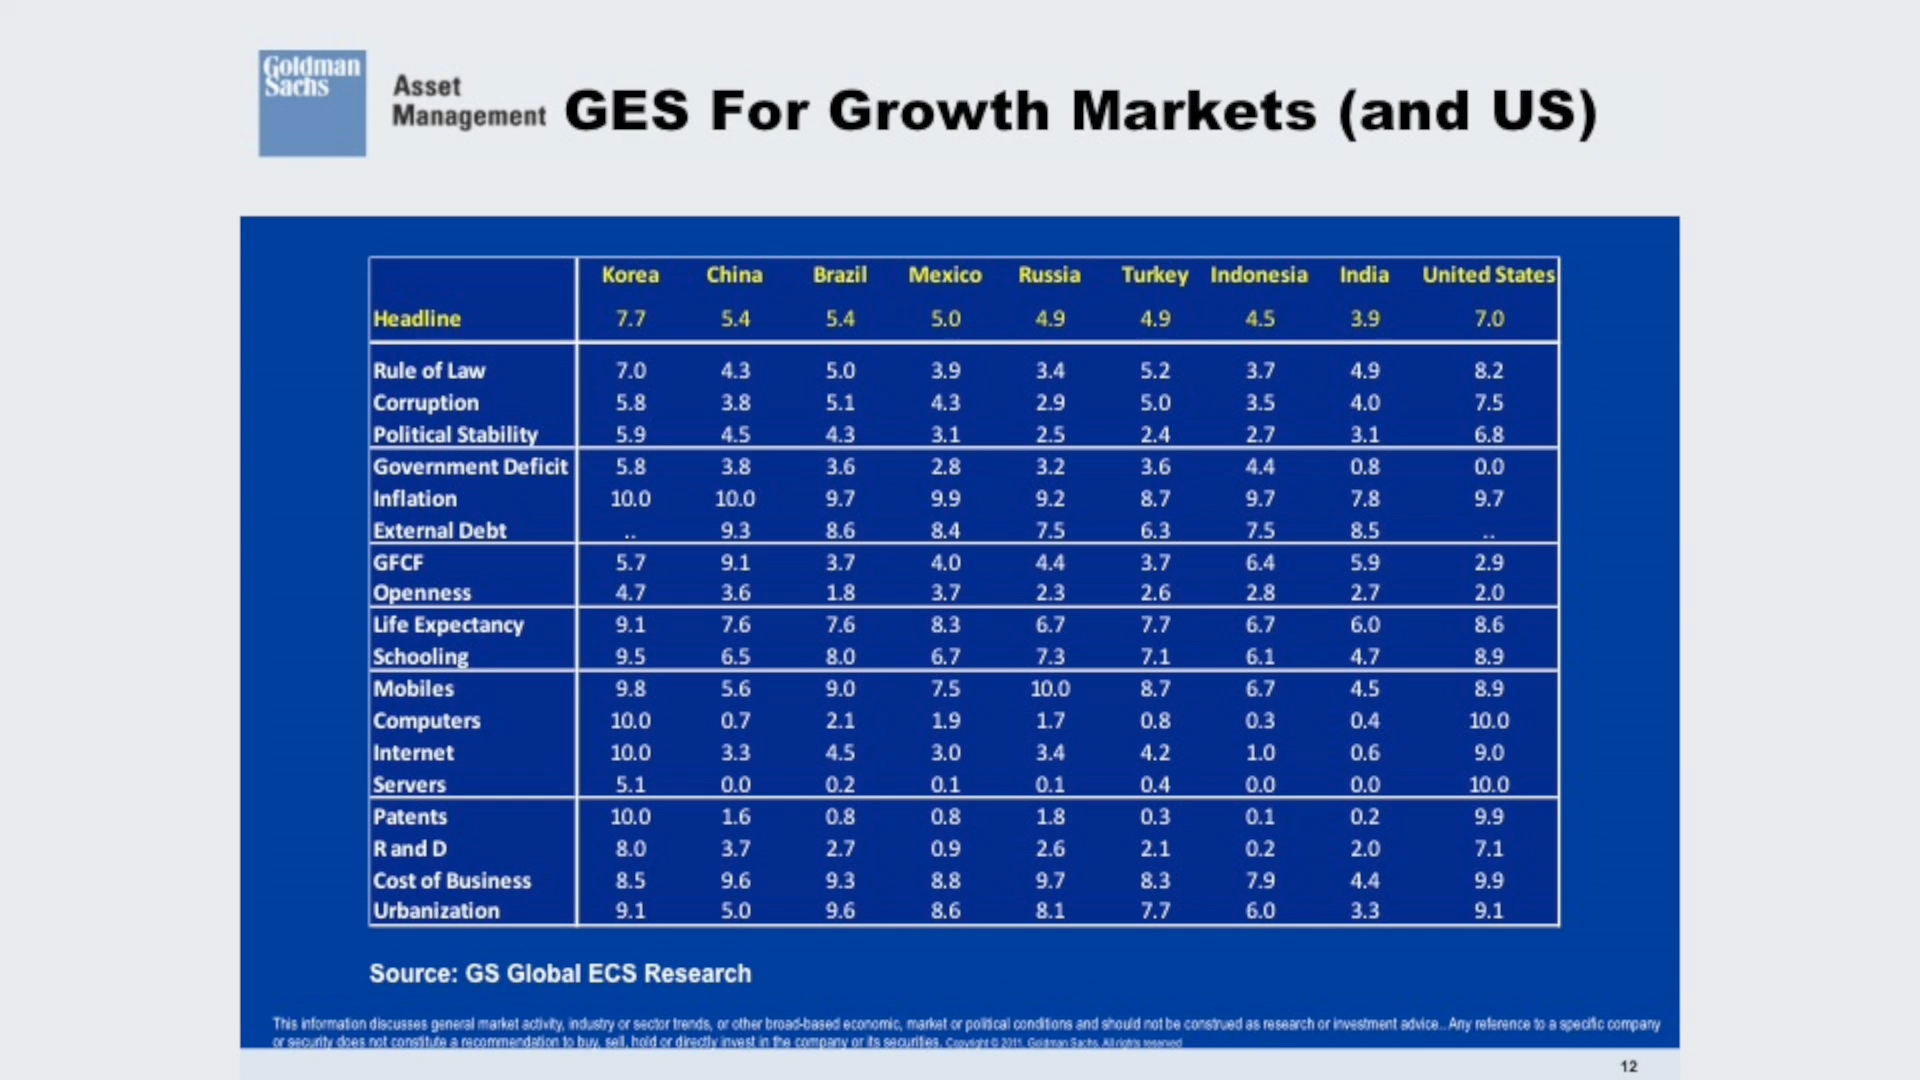 Goldman
Sachs
Asset
Management
GES For Growth Markets (and US)
Korea China Brazil Mexico Russia Turkey Indonesia India United States
Headline 7.7 5.4 5.4 5.0 4.9 4.9 4.5 3.9 7.0
Rule of Law 7.0 4.3 5.0 3.9 3.4 5.2 3.7 4.9 8.2
Corruption 5.8 3.8 5.1 4.3 2.9 5.0 3.5 4.0 7.5
Political Stability 5.9 4.5 4.3 3.1 2.5 2.4 2.7 3.1 6.8
Government Deficit 5.8 3.8 3.6 2.8 3.2 3.6 4.4 0.8 0.0
Inflation 10.0 10.0 9.7 9.9 9.2 8.7 9.7 7.8 9.7
External Debt .. 9.3 8.6 8.4 7.5 6.3 7.5 8.5 ..
GFCF 5.7 9.1 3.7 4.0 4.4 3.7 6.4 5.9 2.9
Openness 4.7 3.6 1.8 3.7 2.3 2.6 2.8 2.7 2.0
Life Expectancy 9.1 7.6 7.6 8.3 6.7 7.7 6.7 6.0 8.6
Schooling 9.5 6.5 8.0 6.7 7.3 7.1 6.1 4.7 8.9
Mobiles 9.8 5.6 9.0 7.5 10.0 8.7 6.7 4.5 8.9
Computers 10.0 0.7 2.1 1.9 1.7 0.8 0.3 0.4 10.0
Internet 10.0 3.3 4.5 3.0 3.4 4.2 1.0 0.6 9.0
Servers 5.1 0.0 0.2 0.1 0.1 0.4 0.0 0.0 10.0
Patents 10.0 1.6 0.8 0.8 1.8 0.3 0.1 0.2 9.9
R and D 8.0 3.7 2.7 0.9 2.6 2.1 0.2 2.0 7.1
Cost of Business 8.5 9.6 9.3 8.8 9.7 8.3 7.9 4.4 9.9
Urbanization 9.1 5.0 9.6 8.6 8.1 7.7 6.0 3.3 9.1
Source: GS Global ECS Research
This information discusses general market activity, industry or sector trends, or other broad-based economic, market or political conditions and should not be construed as research or investment advice.. Any reference to a specific company
or security does not constitute a recommendation to buy, sell, hold or directly invest in the company or its securities. Copyright © 2011, Goldman Sachs. All rights reserved
12